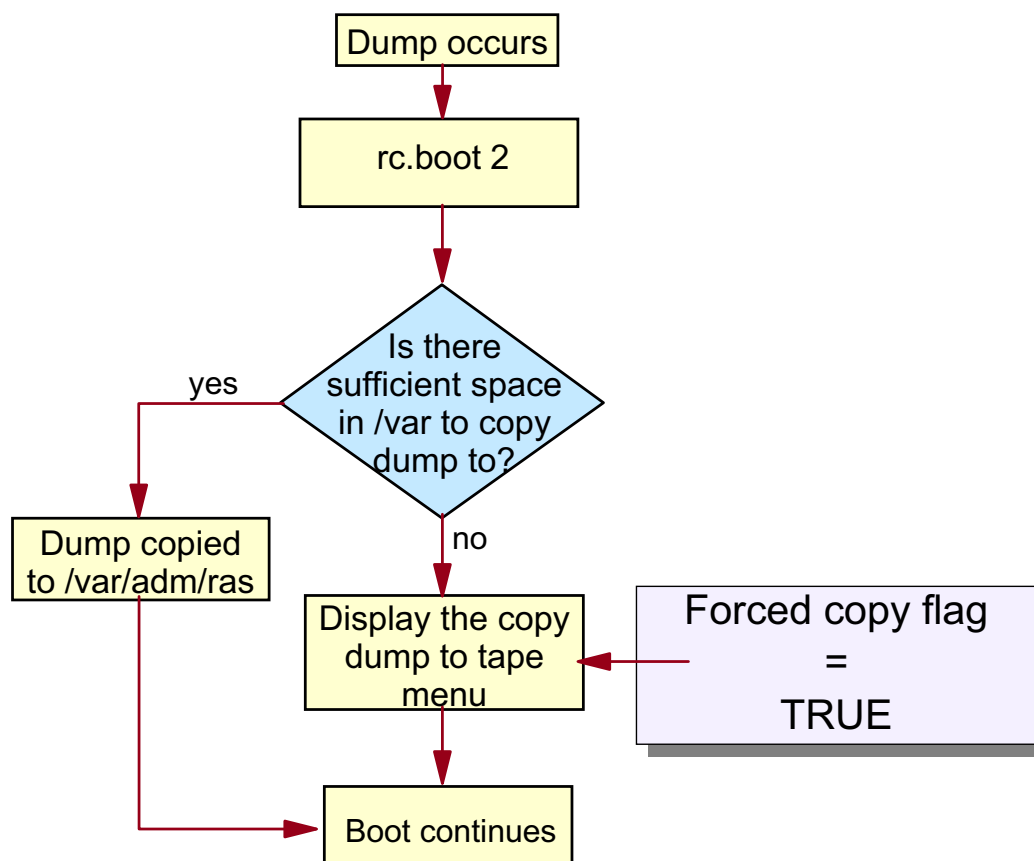 Dump occurs
rc.boot 2
Is there
sufficient space
in /var to copy
dump to?
yes
no
Dump copied
to /var/adm/ras
Display the copy
dump to tape
menu
Forced copy flag
=
TRUE
Boot continues